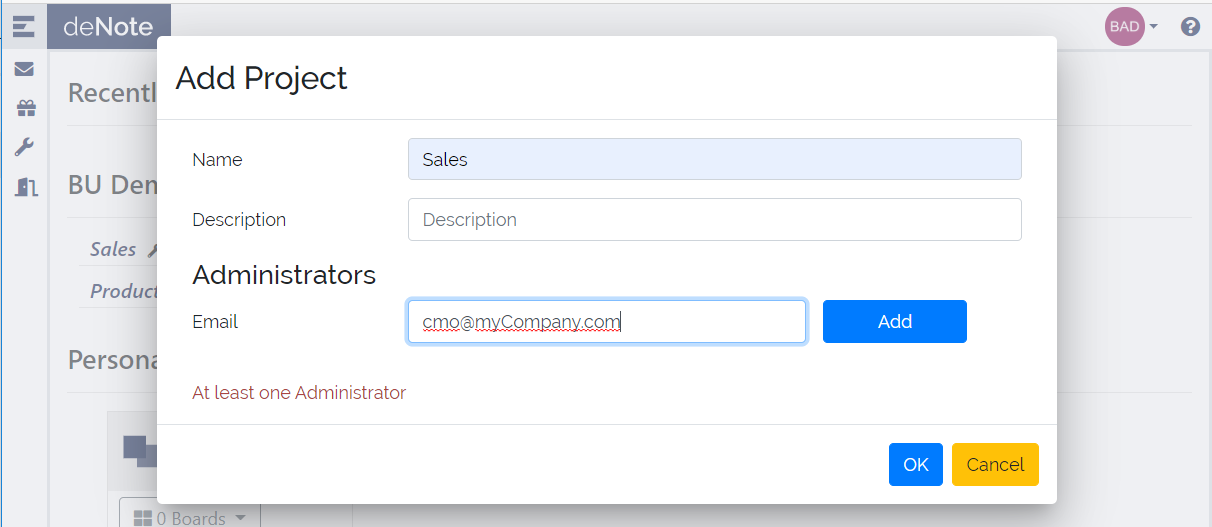 deNote
BAD
Add Project
Recentl
Name
Sales
BU Den
Description
Description
Sales
Administrators
Product
Email
cmo@myCompany.com
Add
Persona
At least one Administrator
OK
Cancel
0 Boards